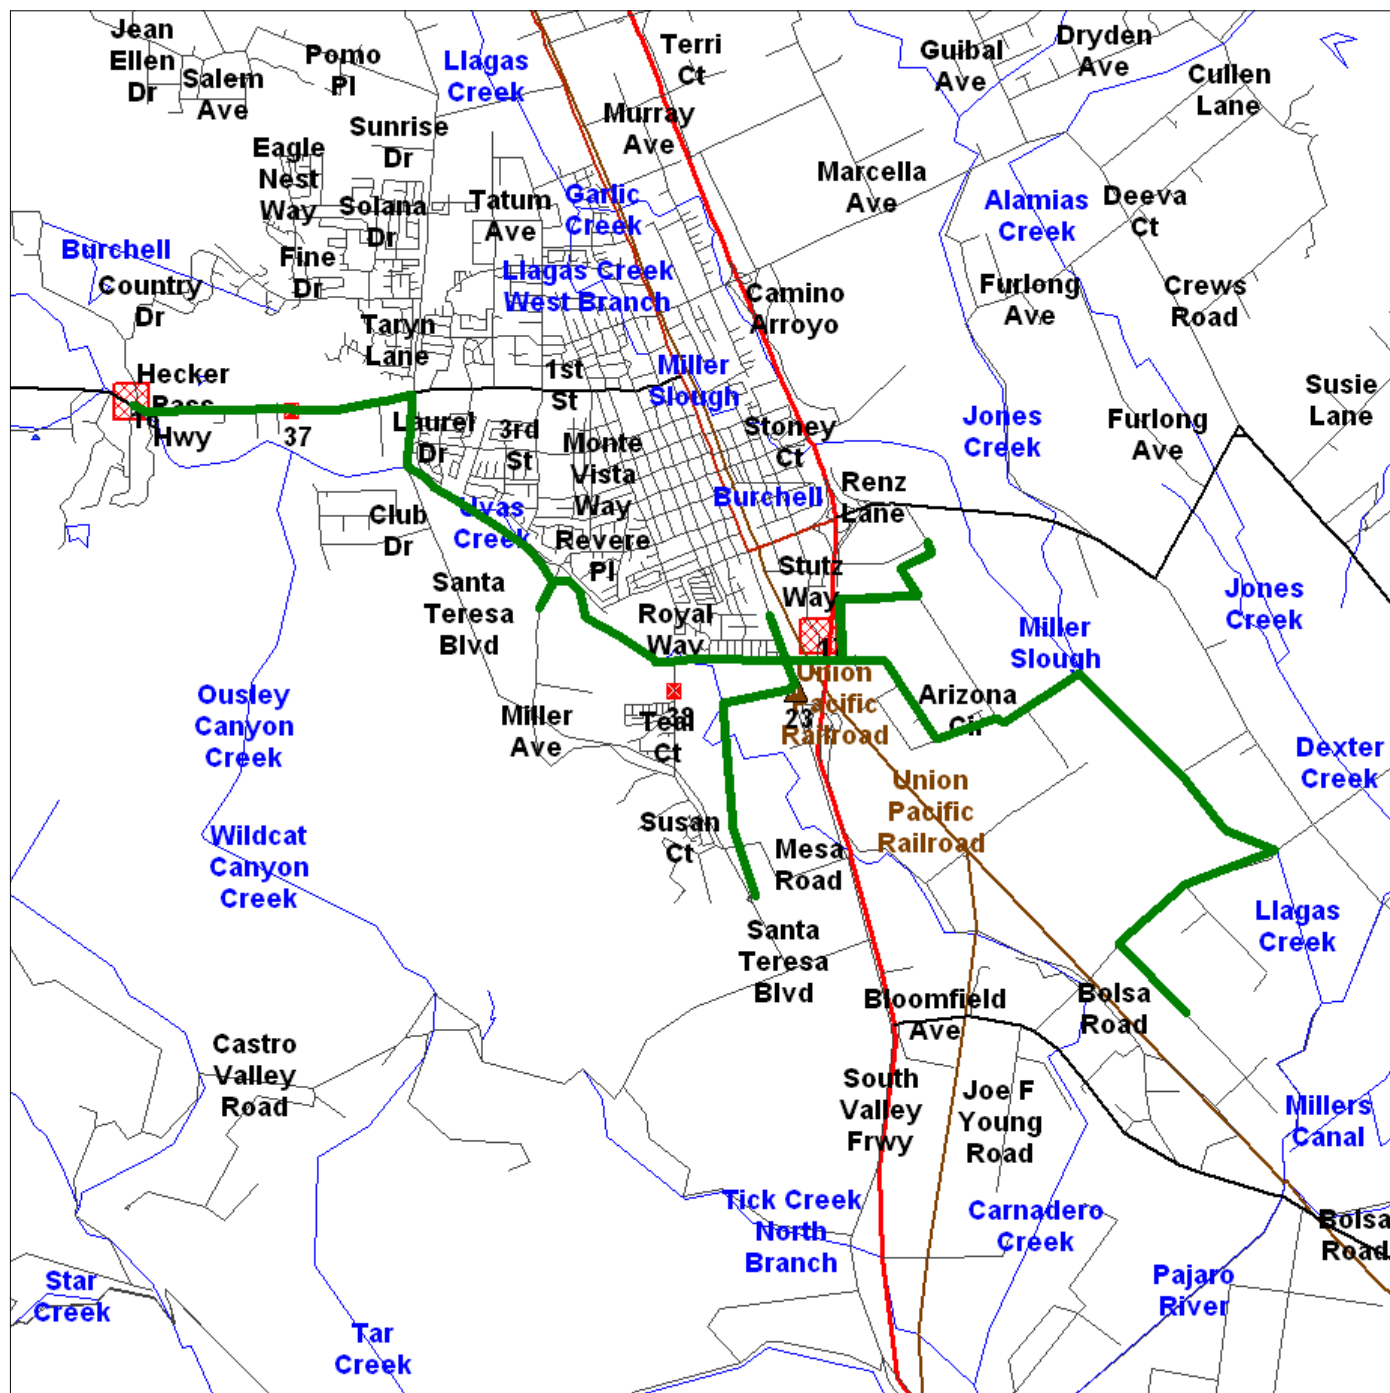 Jean
Ellen
Dr
Salem
Ave
Pomo
Pl
Llagas
Creek
Terri
Ct
Guibal
Ave
Dryden
Ave
Cullen
Lane
Murray
Ave
Sunrise
Dr
Eagle
Nest
Way
Solana
Dr
Tatum
Ave
Garlic
Creek
Marcella
Ave
Alamias
Creek
Deeva
Ct
Burchell
Country
Dr
Fine
Dr
Llagas Creek
West Branch
Camino
Arroyo
Furlong
Ave
Crews
Road
Taryn
Lane
Hecker
Pass
Hwy
37
1st
St
Miller
Slough
Susie
Lane
Laurel
Dr
3rd
St
Monte
Vista
Way
Stoney
Ct
Jones
Creek
Furlong
Ave
Burchell
Renz
Lane
Club
Dr
Uvas
Creek
Revere
Pl
Stutz
Way
Santa
Teresa
Blvd
Royal
Way
Jones
Creek
Miller
Slough
Ousley
Canyon
Creek
Miller
Ave
39
Teal
Ct
Union
Pacific
Railroad
23
Arizona
Cir
Dexter
Creek
Union
Pacific
Railroad
Wildcat
Canyon
Creek
Susan
Ct
Mesa
Road
Llagas
Creek
Santa
Teresa
Blvd
Bloomfield
Ave
Bolsa
Road
Castro
Valley
Road
South
Valley
Frwy
Joe F
Young
Road
Millers
Canal
Tick Creek
North
Branch
Carnadero
Creek
Bolsa
Road
Pajaro
River
Star
Creek
Tar
Creek